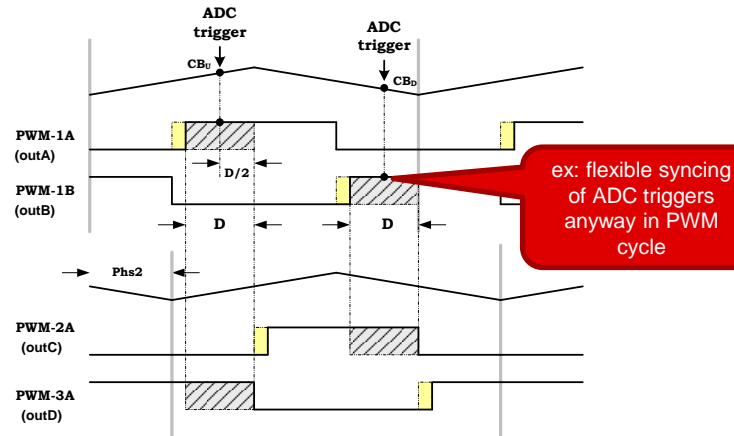 ADC
trigger
ADC
trigger
CBU
CBD
PWM-1A
(outA)
D/2
PWM-1B
(outB)
D
D
ex: flexible syncing
of ADC triggers
anyway in PWM
cycle
Phs2
PWM-2A
(outC)
PWM-3A
(outD)